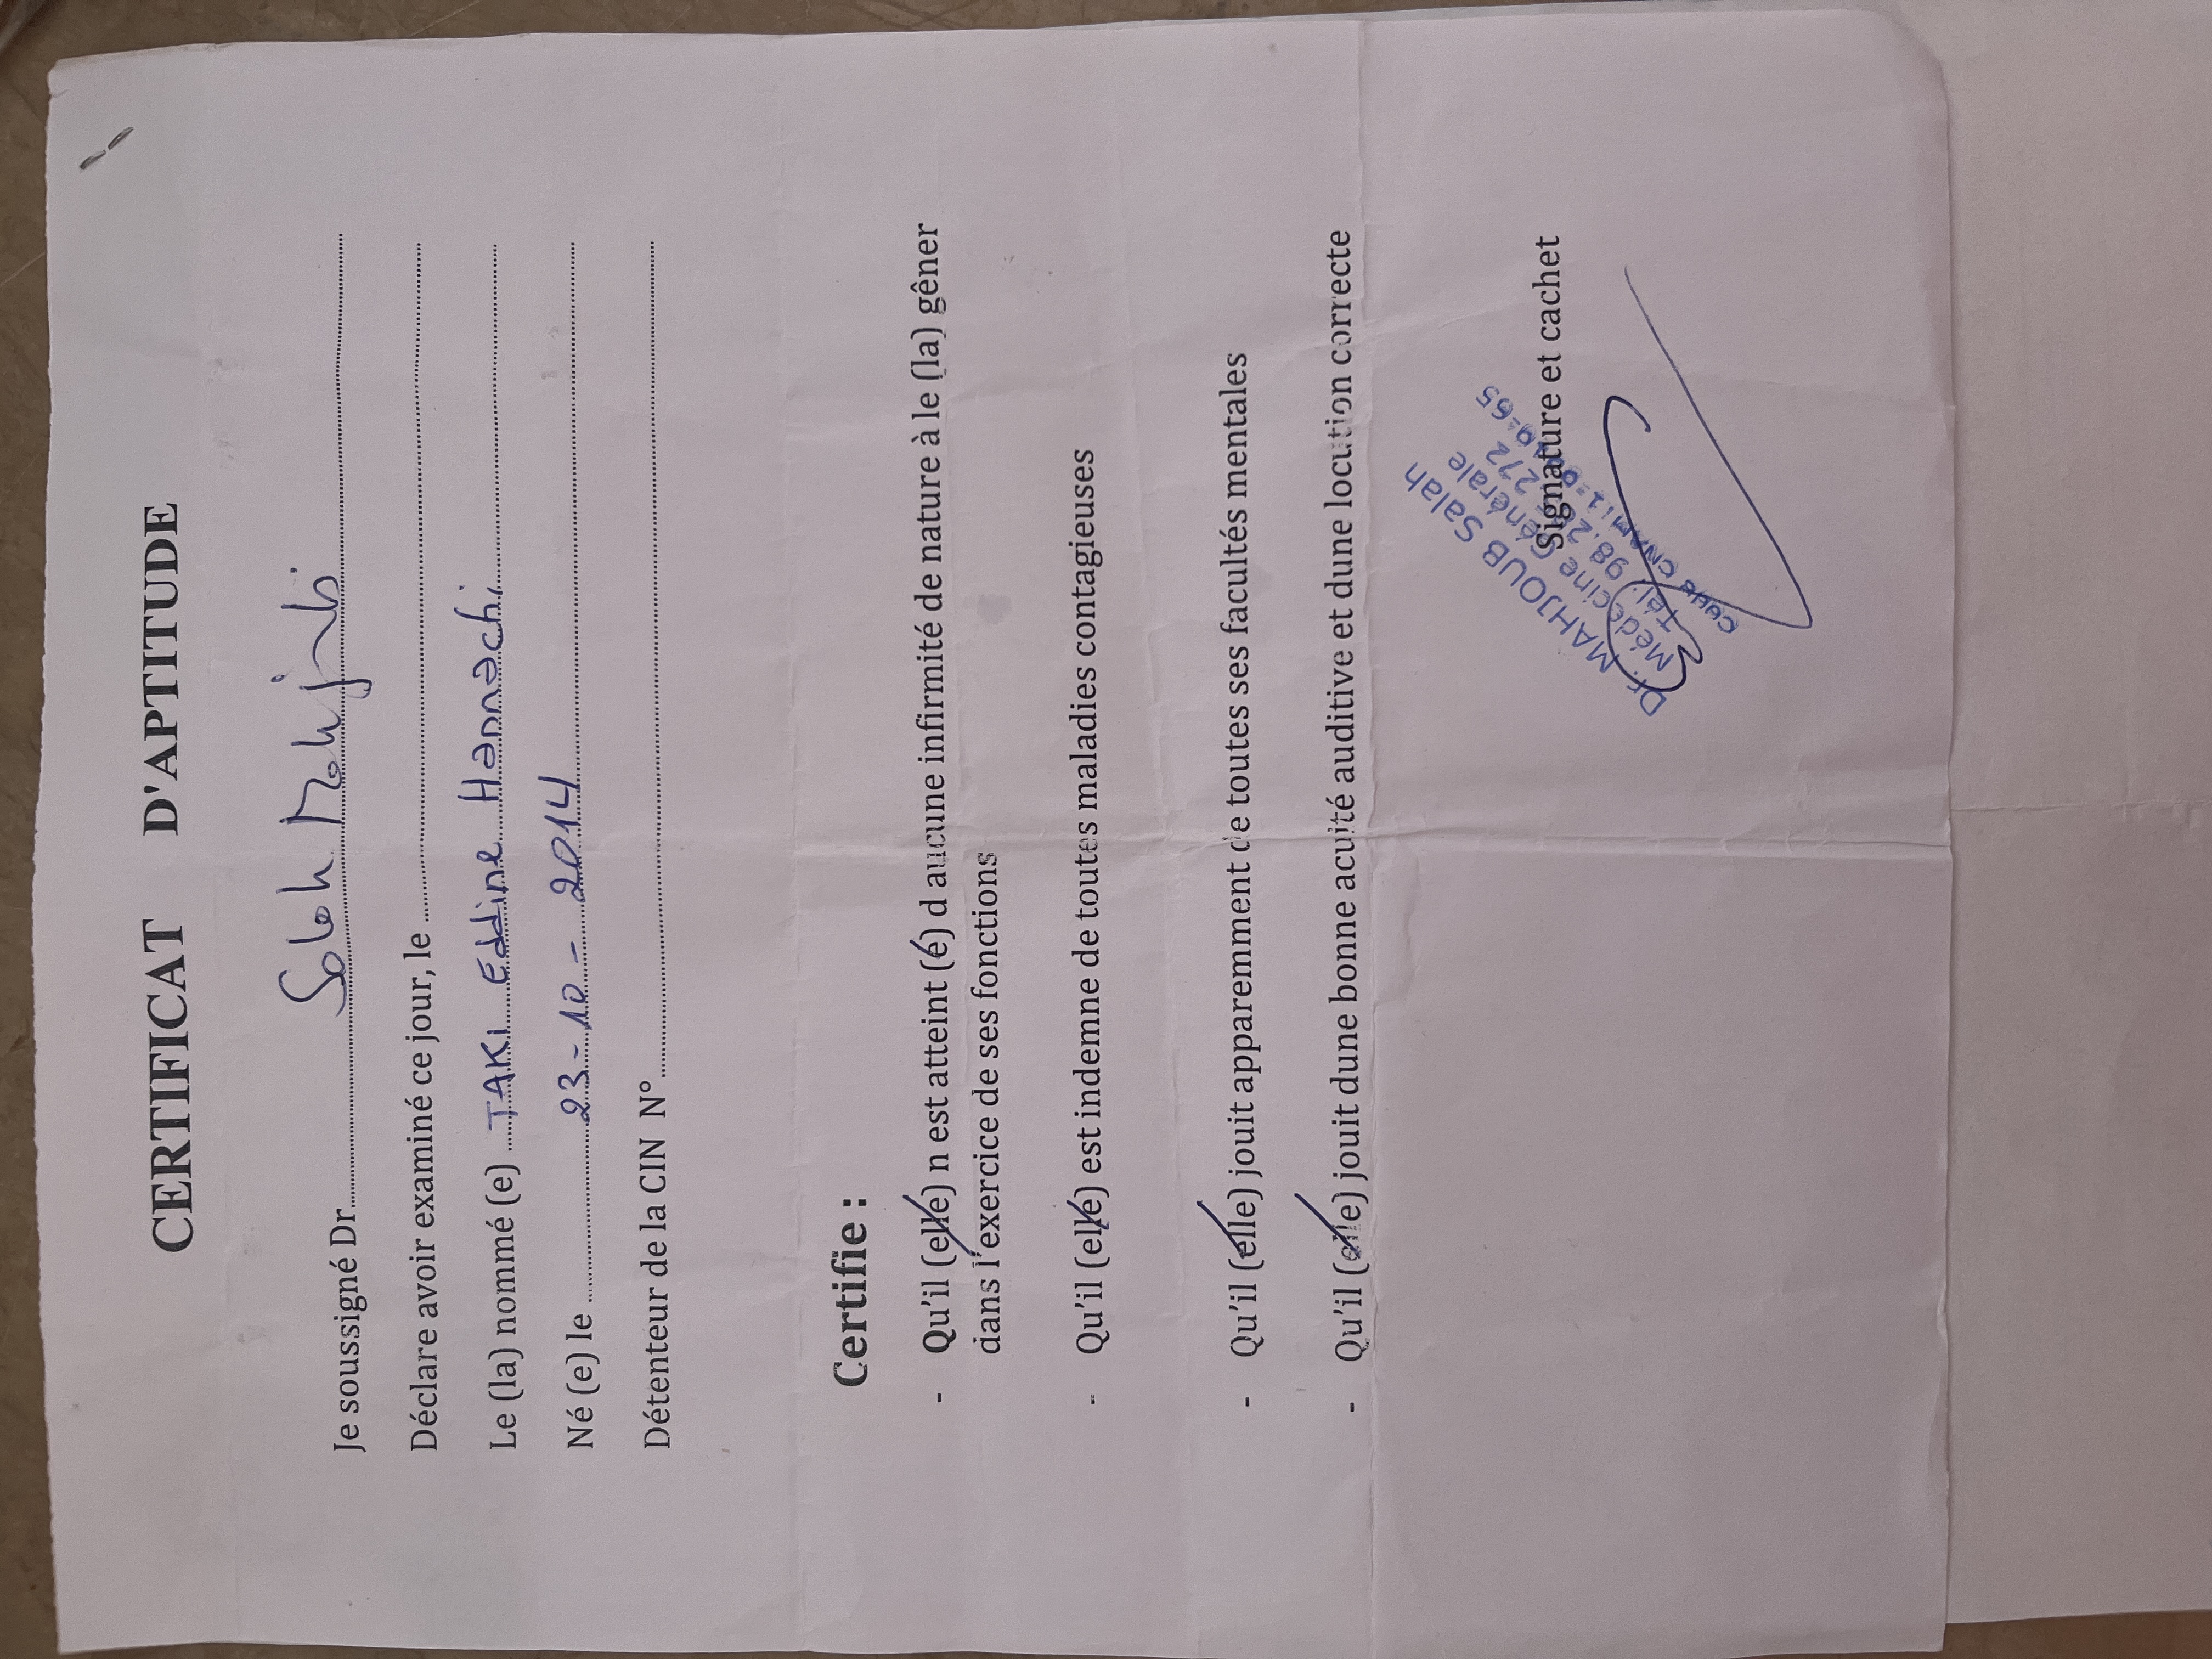 CERTIFICAT D'APTITUDE
Je soussigné Dr. Salah Mahjoub
Déclare avoir examiné ce jour, le
Le (la) nommé (e) TAKI Eddine Hannachi
Né (e) le 23-10-2014
Détenteur de la CIN N°
Certifie :
- Qu'il (elle) n est atteint (é) d aucune infirmité de nature à le (la) gêner
dans l'exercice de ses fonctions
- Qu'il (elle) est indemne de toutes maladies contagieuses
- Qu'il (elle) jouit apparemment de toutes ses facultés mentales
- Qu'il (elle) jouit dune bonne acuité auditive et dune locution correcte
Signature et cachet
Dr. MAHJOUB Salah
Médecine Générale
Tél: 98.2 272
Code CNAM: